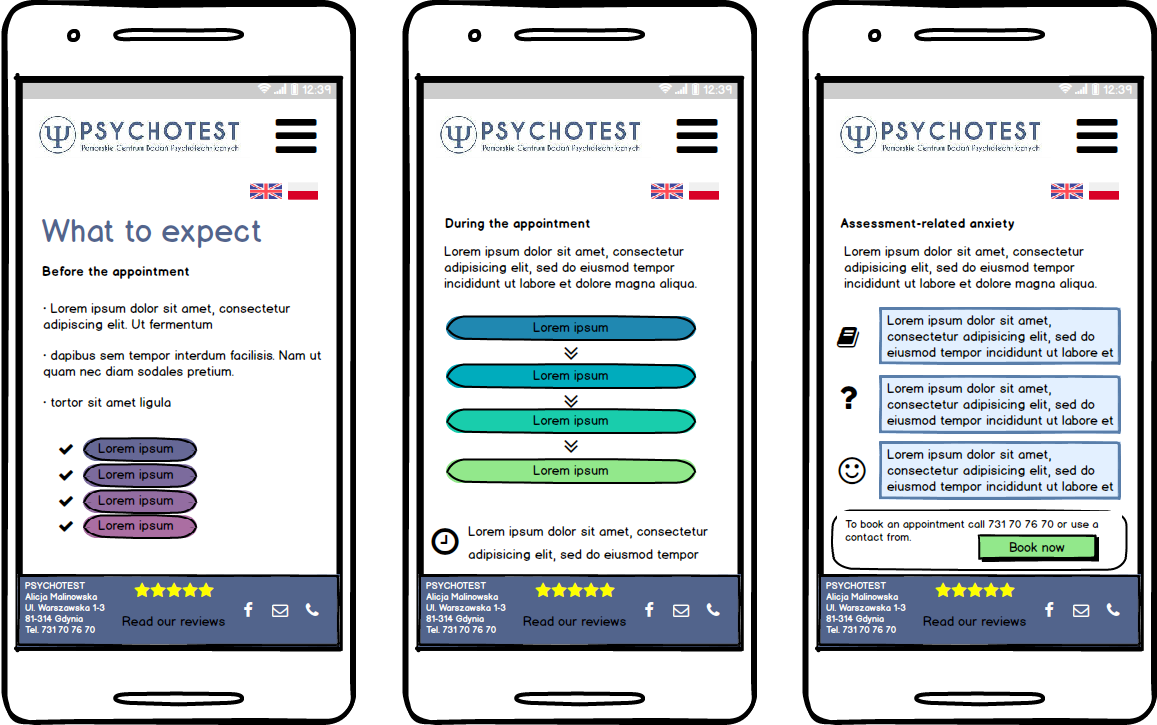 12:39
Ψ PSYCHOTEST
Pomorskie Centrum Badań Psychotechnicznych
What to expect
Before the appointment
· Lorem ipsum dolor sit amet, consectetur
adipiscing elit. Ut fermentum
· dapibus sem tempor interdum facilisis. Nam ut
quam nec diam sodales pretium.
· tortor sit amet ligula
Lorem ipsum
Lorem ipsum
Lorem ipsum
Lorem ipsum
PSYCHOTEST
Alicja Malinowska
Ul. Warszawska 1-3
81-314 Gdynia
Tel. 731 70 76 70
Read our reviews
12:39
Ψ PSYCHOTEST
Pomorskie Centrum Badań Psychotechnicznych
During the appointment
Lorem ipsum dolor sit amet, consectetur
adipisicing elit, sed do eiusmod tempor
incididunt ut labore et dolore magna aliqua.
Lorem ipsum
Lorem ipsum
Lorem ipsum
Lorem ipsum
Lorem ipsum dolor sit amet, consectetur
adipisicing elit, sed do eiusmod tempor
PSYCHOTEST
Alicja Malinowska
Ul. Warszawska 1-3
81-314 Gdynia
Tel. 731 70 76 70
Read our reviews
12:39
Ψ PSYCHOTEST
Pomorskie Centrum Badań Psychotechnicznych
Assessment-related anxiety
Lorem ipsum dolor sit amet, consectetur
adipisicing elit, sed do eiusmod tempor
incididunt ut labore et dolore magna aliqua.
Lorem ipsum dolor sit amet,
consectetur adipisicing elit, sed do
eiusmod tempor incididunt ut labore et
?
Lorem ipsum dolor sit amet,
consectetur adipisicing elit, sed do
eiusmod tempor incididunt ut labore et
Lorem ipsum dolor sit amet,
consectetur adipisicing elit, sed do
eiusmod tempor incididunt ut labore et
To book an appointment call 731 70 76 70 or use a
contact from.
Book now
PSYCHOTEST
Alicja Malinowska
Ul. Warszawska 1-3
81-314 Gdynia
Tel. 731 70 76 70
Read our reviews